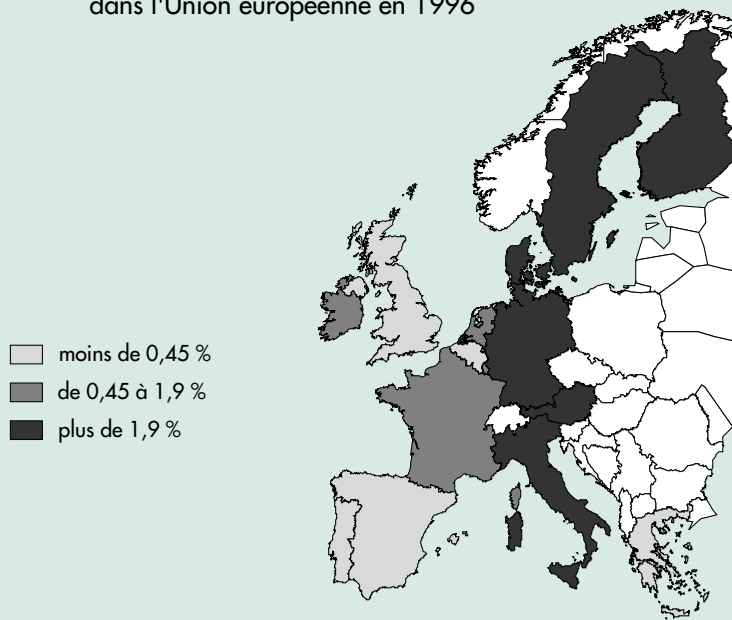 dans l'Union européenne en 1996
moins de 0,45 %
de 0,45 à 1,9 %
plus de 1,9 %